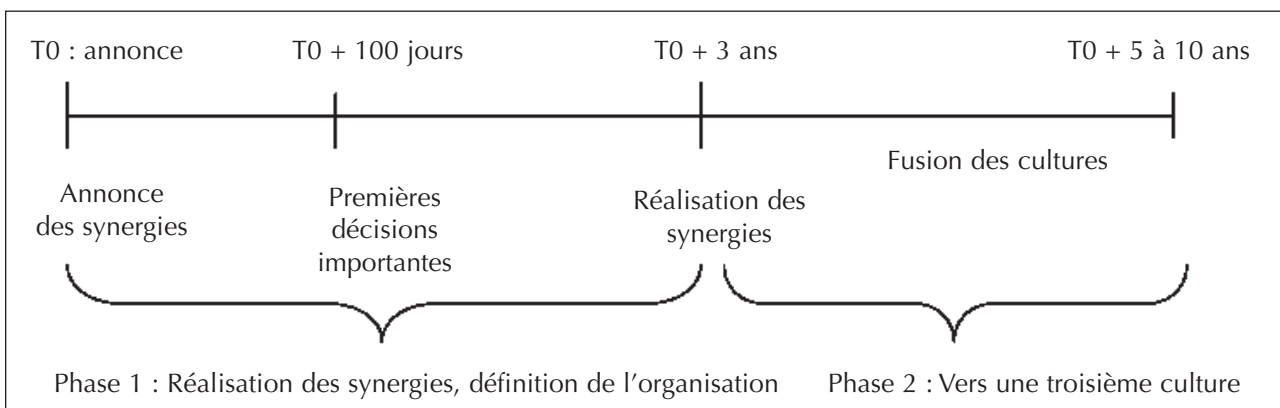 T0 : annonce
T0 + 100 jours
T0 + 3 ans
T0 + 5 à 10 ans
Fusion des cultures
Annonce
des synergies
Premières
décisions
importantes
Réalisation des
synergies
Phase 1 : Réalisation des synergies, définition de l’organisation
Phase 2 : Vers une troisième culture